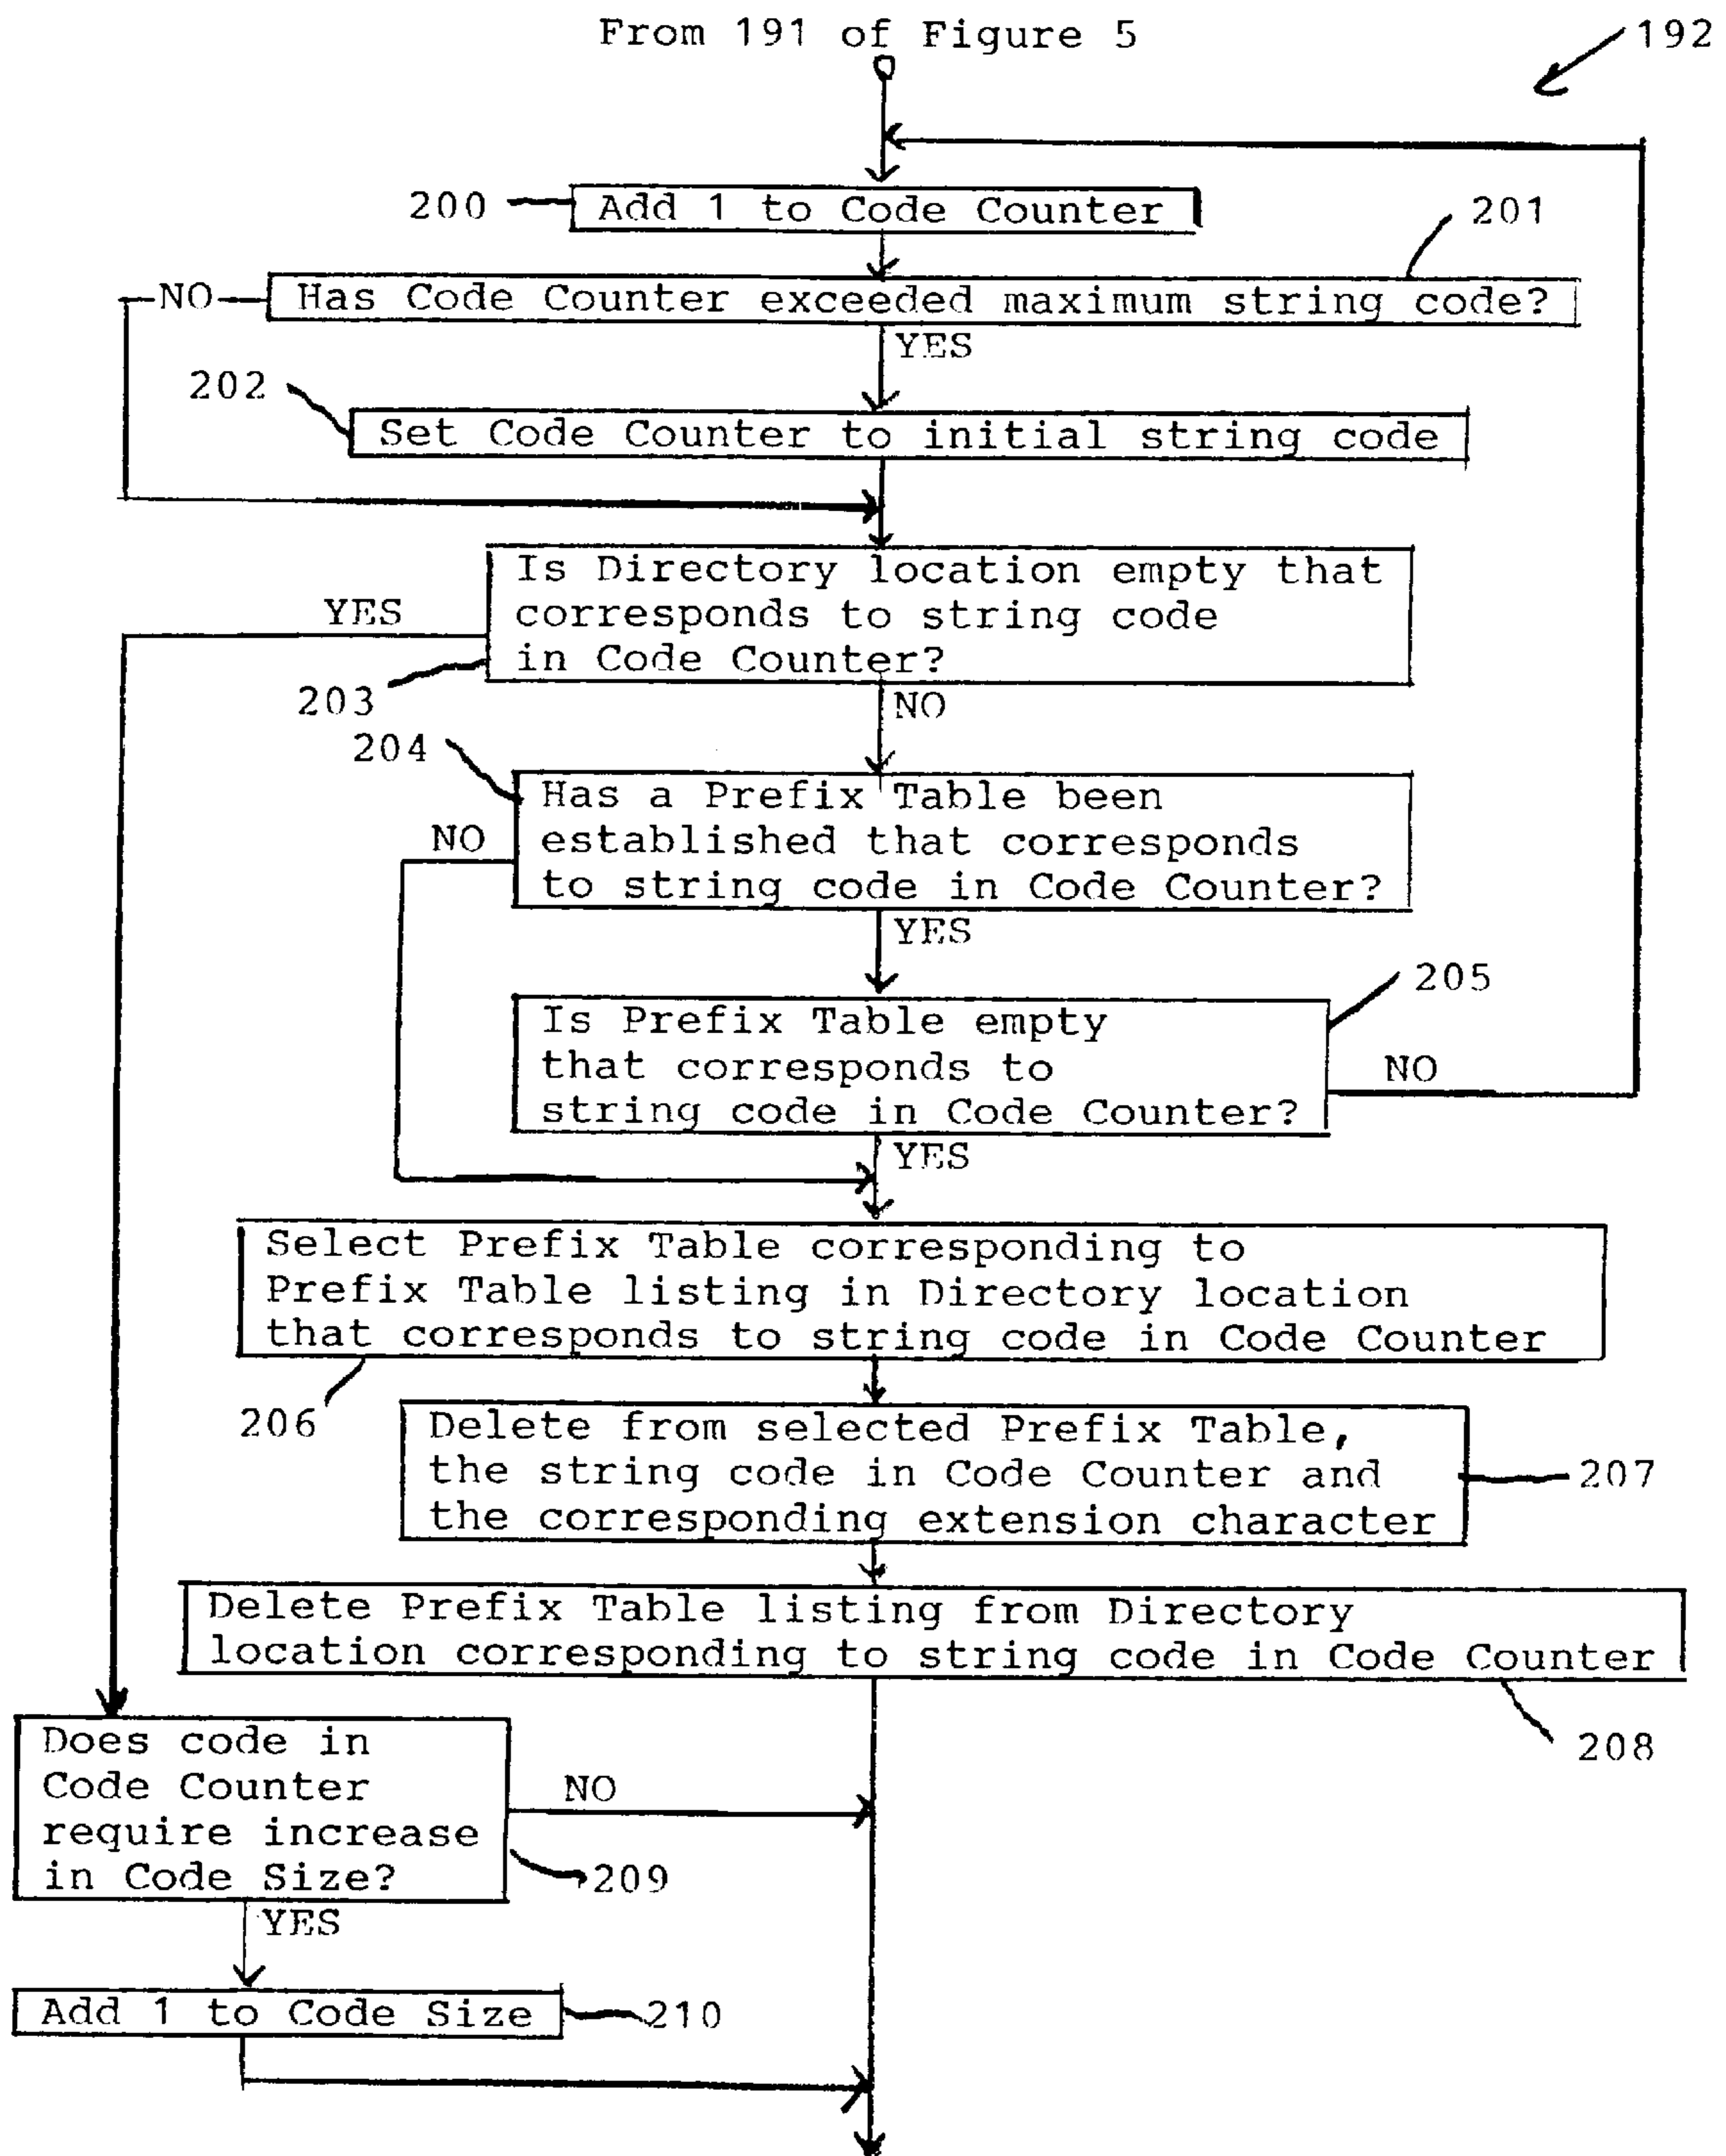 From 191 of Figure 5
192
200
Add 1 to Code Counter
201
NO
Has Code Counter exceeded maximum string code?
YES
202
Set Code Counter to initial string code
Is Directory location empty that
corresponds to string code
in Code Counter?
YES
203
NO
204
Has a Prefix Table been
established that corresponds
to string code in Code Counter?
NO
YES
205
Is Prefix Table empty
that corresponds to
string code in Code Counter?
NO
YES
Select Prefix Table corresponding to
Prefix Table listing in Directory location
that corresponds to string code in Code Counter
206
Delete from selected Prefix Table,
the string code in Code Counter and
the corresponding extension character
207
Delete Prefix Table listing from Directory
location corresponding to string code in Code Counter
208
Does code in
Code Counter
require increase
in Code Size?
NO
209
YES
Add 1 to Code Size
210